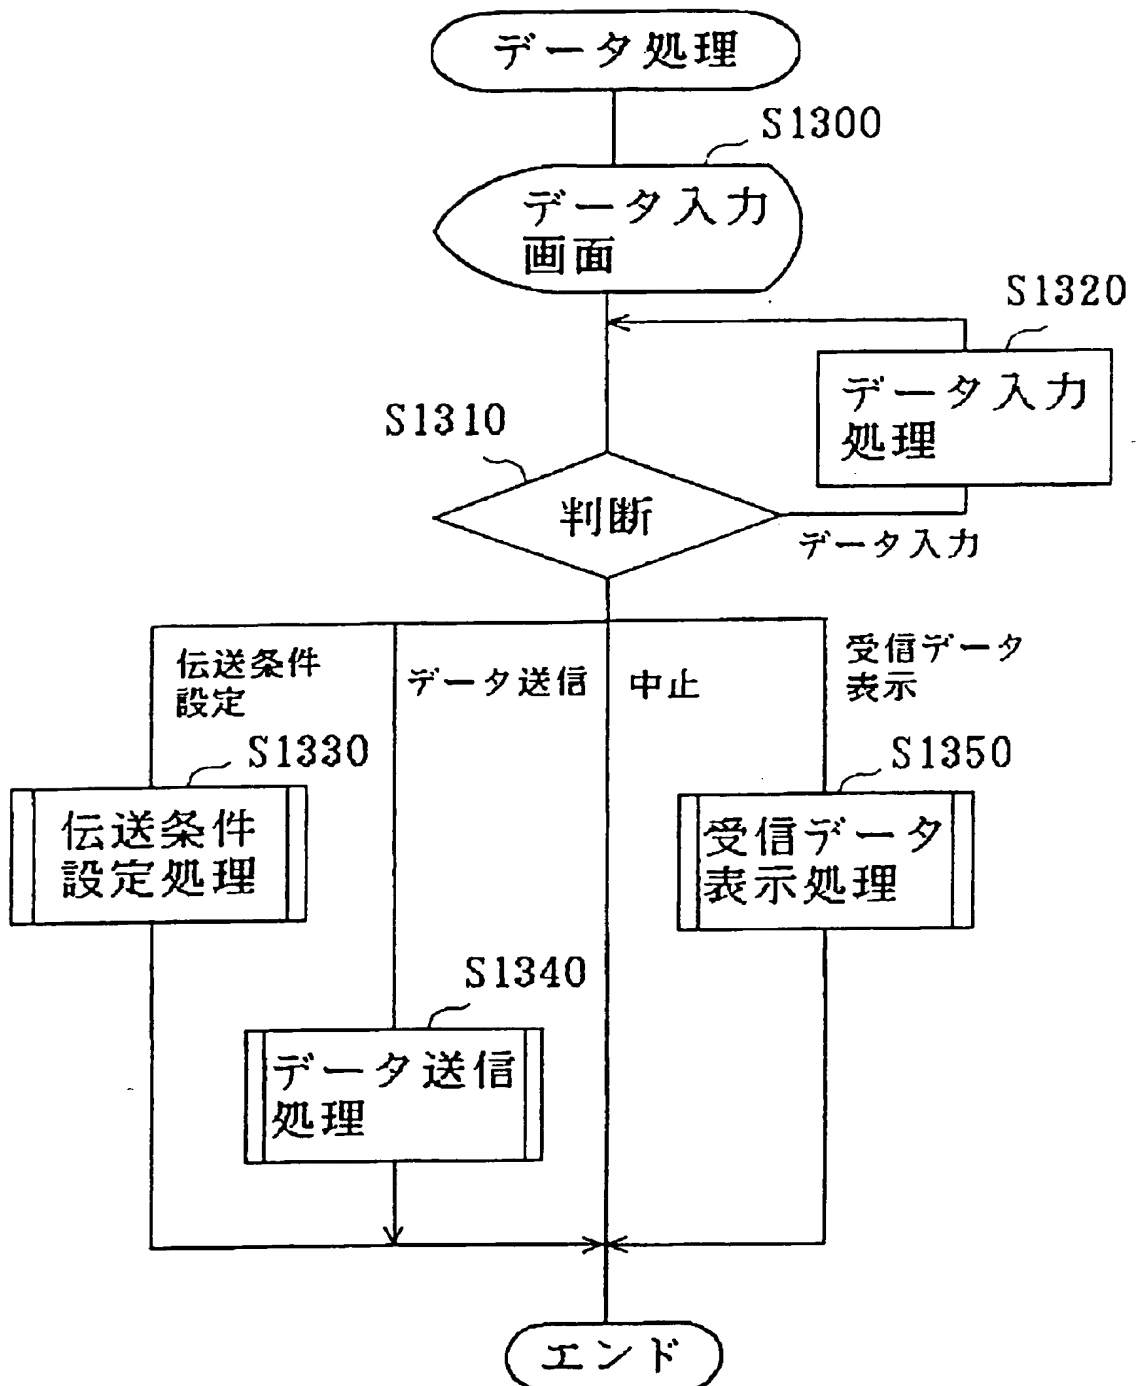 データ処理
S1300
データ入力
画面
S1320
データ入力
処理
S1310
判断
データ入力
伝送条件
設定
データ送信
中止
受信データ
表示
S1330
伝送条件
設定処理
S1350
受信データ
表示処理
S1340
データ送信
処理
エンド